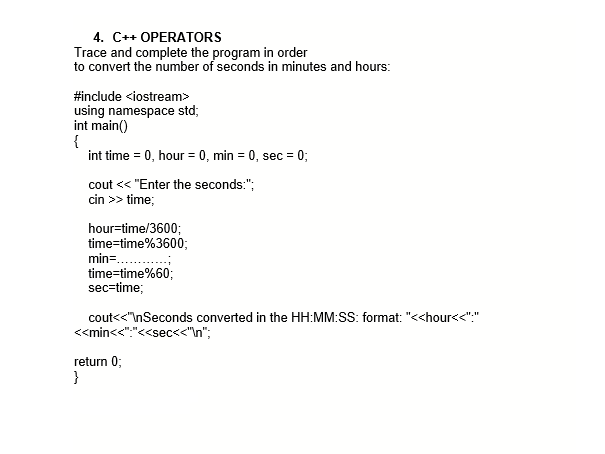 4. C++ OPERATORS
Trace and complete the program in order
to convert the number of seconds in minutes and hours:
#include <iostream>
using namespace std;
int main()
{
int time = 0, hour = 0, min = 0, sec = 0;
cout << "Enter the seconds:";
cin >> time;
hour=time/3600;
time=time%3600;
min=............;
time=time%60;
sec=time;
cout<<"\nSeconds converted in the HH:MM:SS: format: "<<hour<<":"
<<min<<":"<<sec<<"\n";
return 0;
}